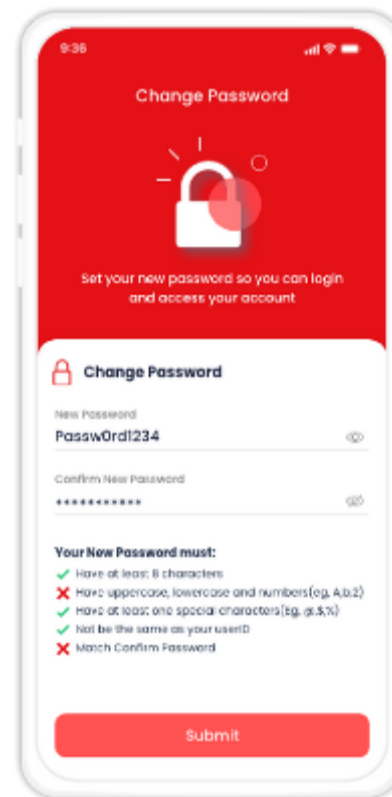 9:36
Change Password
Set your new password so you can login
and access your account
Change Password
New Password
Passw0rd1234
Confirm New Password
***********
Your New Password must:
Have at least 8 characters
Have uppercase, lowercase and numbers(eg, A,b,2)
Have at least one special characters(Eg, @,$,%)
Not be the same as your userID
Match Confirm Password
Submit